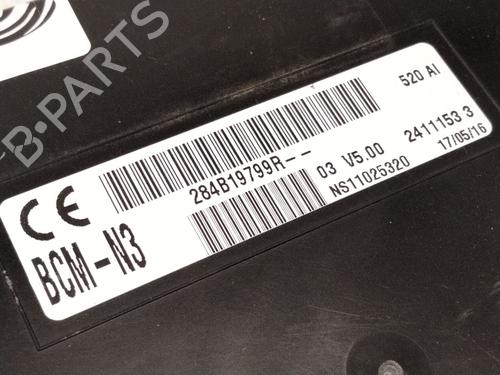 B-PARTS
520 AI
284B19799R--
03 V5.00 2411153 3
NS11025320 17/05/16
CE
BCM-N3